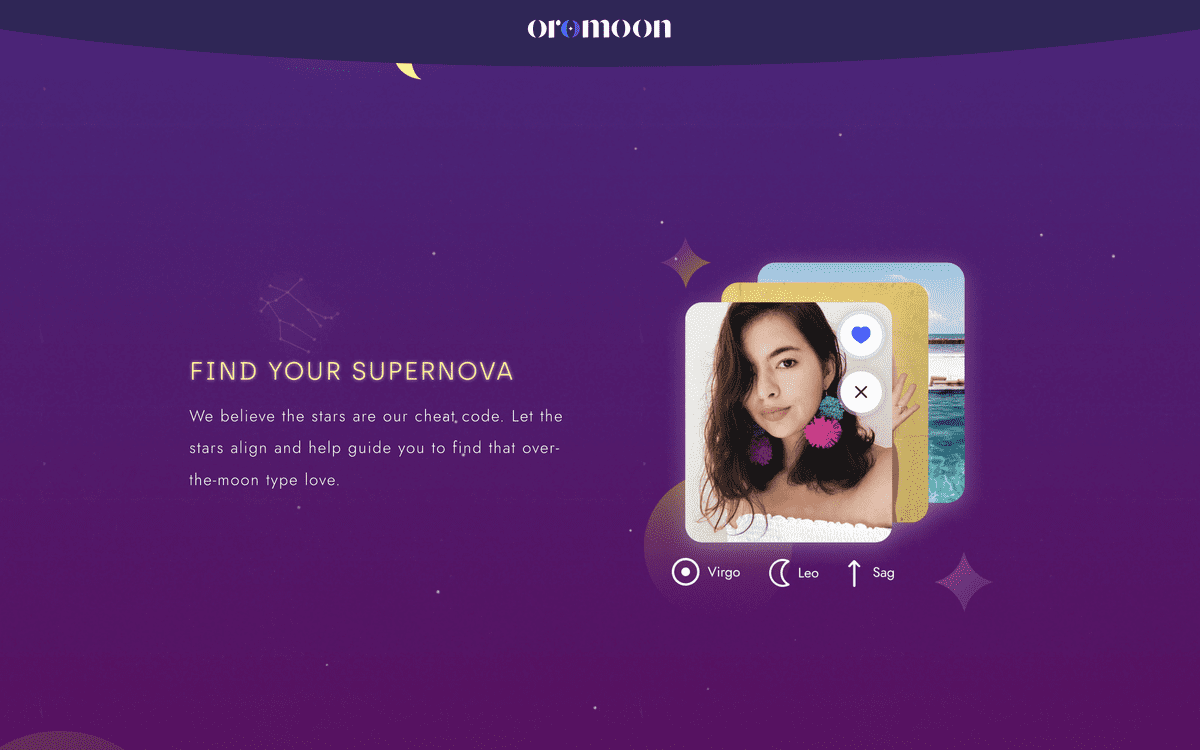 oromoon
FIND YOUR SUPERNOVA
We believe the stars are our cheat code. Let the
stars align and help guide you to find that over-
the-moon type love.
Virgo Leo Sag